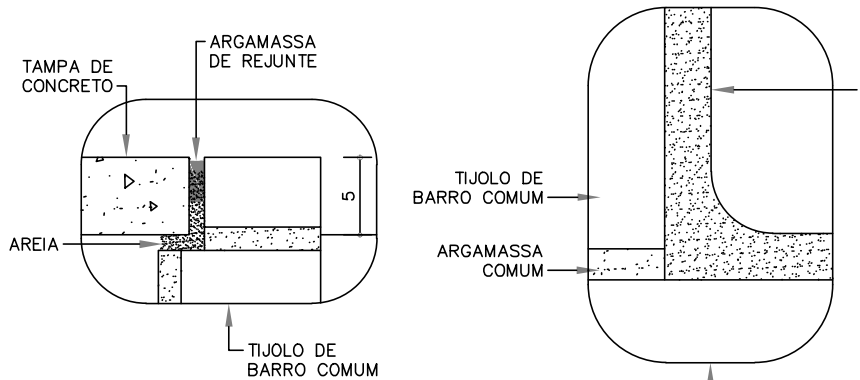 ARGAMASSA
DE REJUNTE
TAMPA DE
CONCRETO
5
AREIA
TIJOLO DE
BARRO COMUM
TIJOLO DE
BARRO COMUM
ARGAMASSA
COMUM